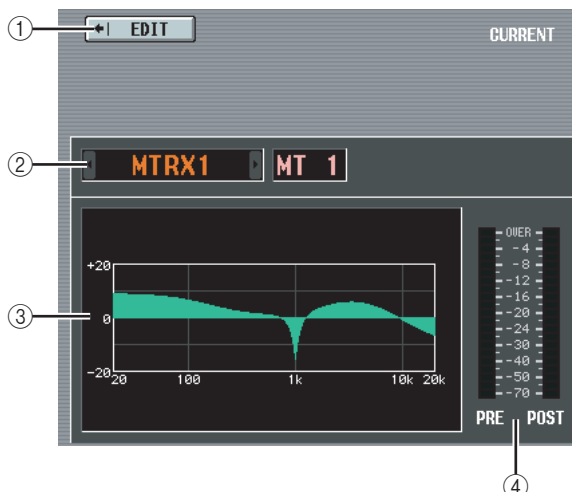 ① EDIT
CURRENT
② MTRX1 MT 1
③
+20
0
-20
20 100 1k 10k 20k
OVER
-4
-8
-12
-16
-20
-24
-30
-40
-50
-70
PRE POST
④